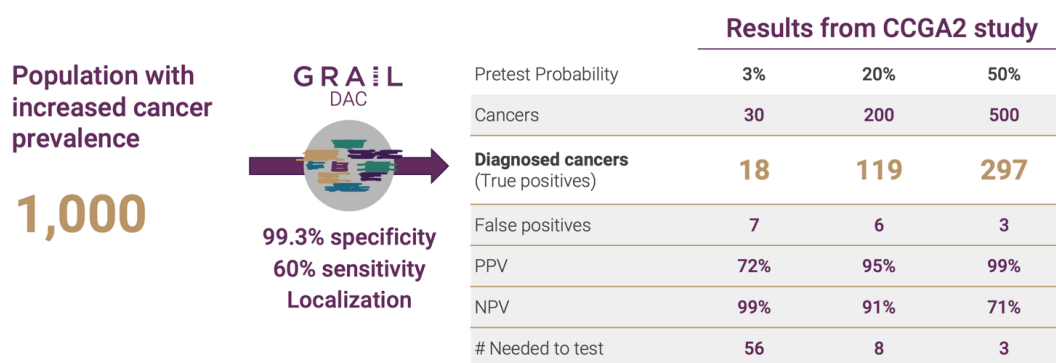 Results from CCGA2 study
Population with
increased cancer
prevalence
1,000
GRAIL
DAC
99.3% specificity
60% sensitivity
Localization
Pretest Probability 3% 20% 50%
Cancers 30 200 500
Diagnosed cancers
(True positives) 18 119 297
False positives 7 6 3
PPV 72% 95% 99%
NPV 99% 91% 71%
# Needed to test 56 8 3